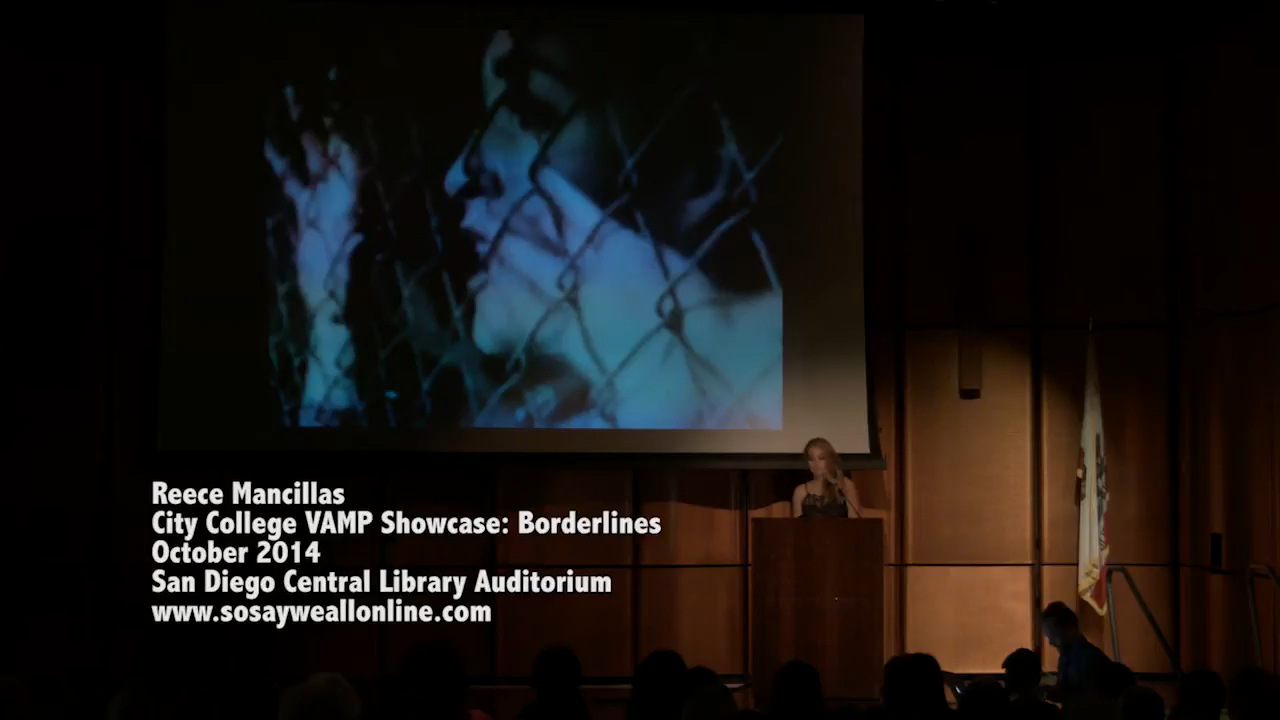 Reece Mancillas
City College VAMP Showcase: Borderlines
October 2014
San Diego Central Library Auditorium
www.sosayweallonline.com